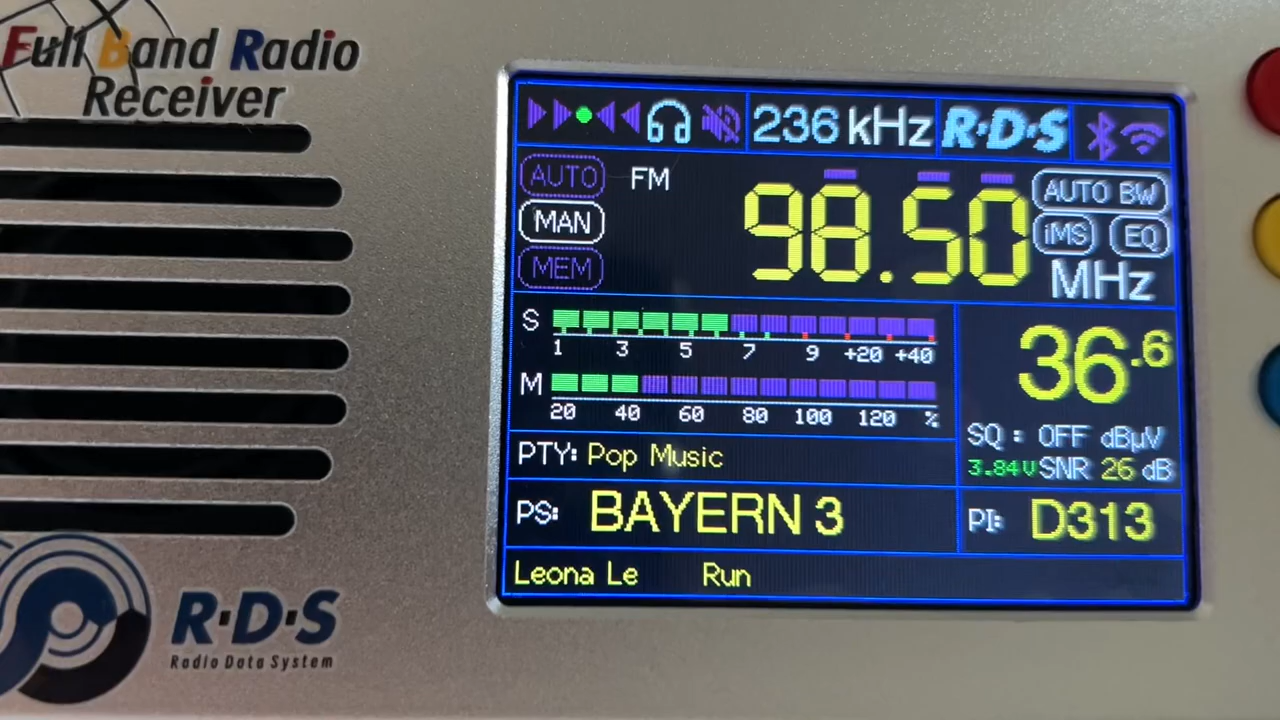 Full Band Radio
Receiver
236 kHz R·D·S
AUTO FM 98.50 AUTO BW
MAN iMS EQ
MEM MHz
S 1 3 5 7 9 +20 +40
36.6
M 20 40 60 80 100 120 %
SQ: OFF dBµV
3.84V SNR 26 dB
PTY: Pop Music
PS: BAYERN 3 PI: D313
Leona Le Run
R·D·S
Radio Data System